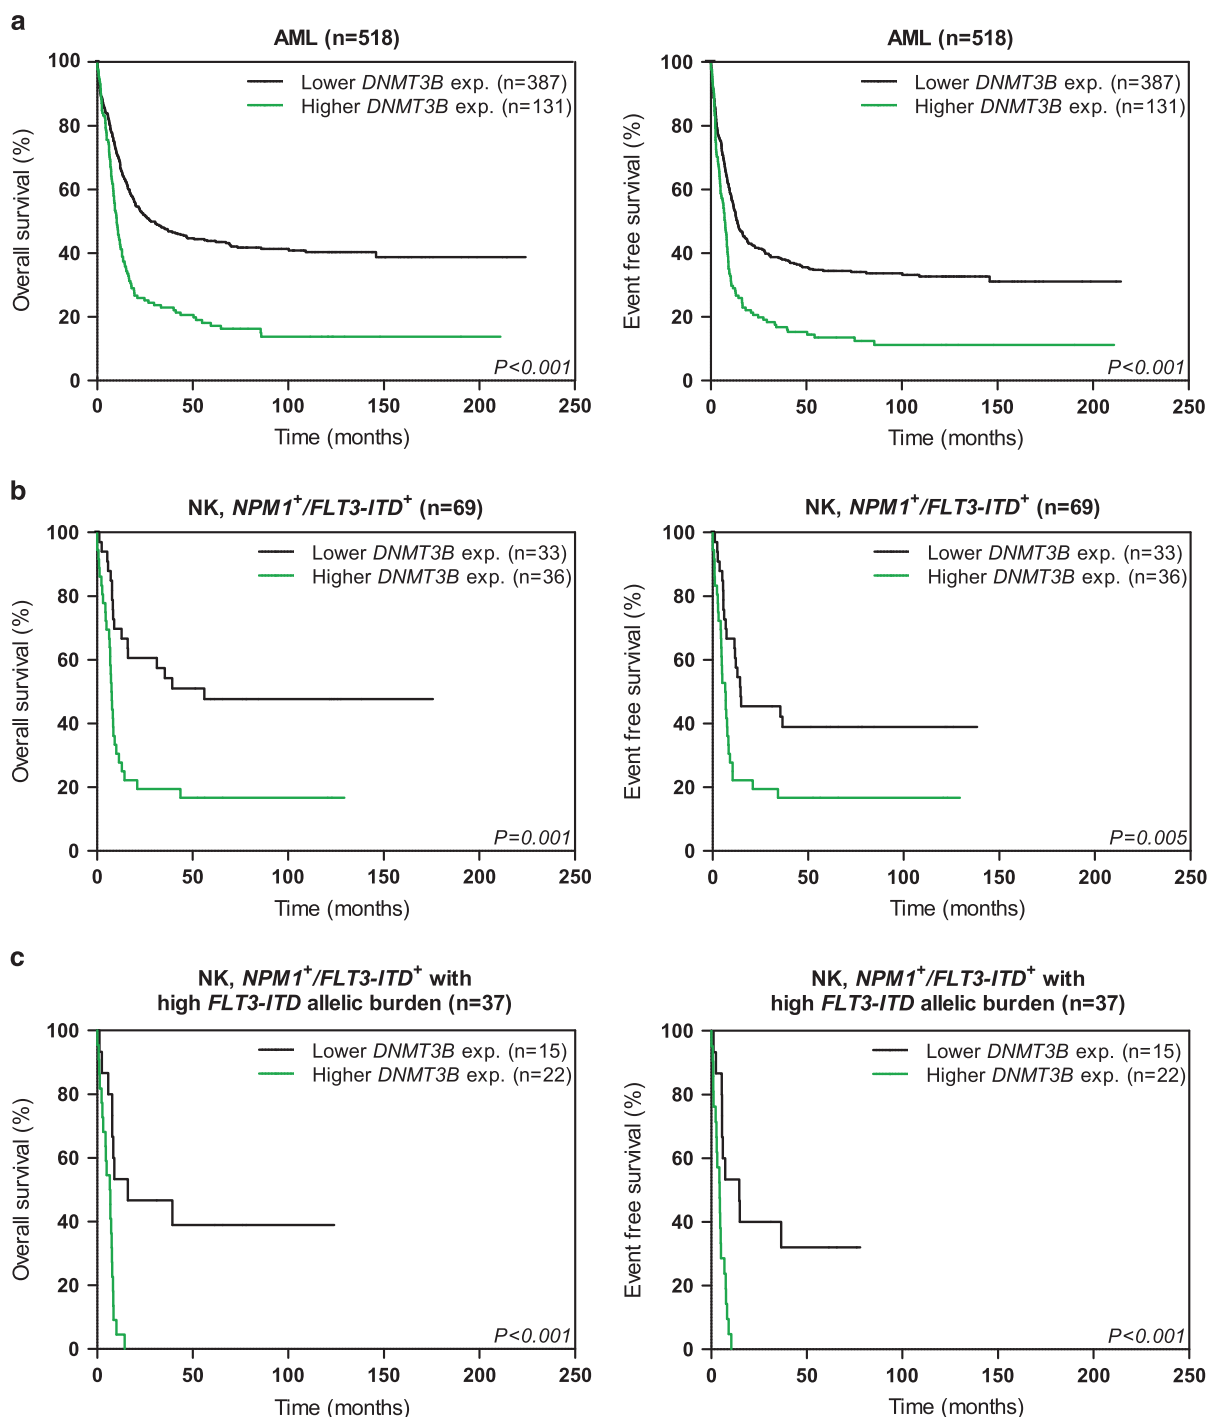 a
AML (n=518)
Overall survival (%)
100
80
60
40
20
0
Lower DNMT3B exp. (n=387)
Higher DNMT3B exp. (n=131)
P<0.001
0 50 100 150 200 250
Time (months)
AML (n=518)
Event free survival (%)
100
80
60
40
20
0
Lower DNMT3B exp. (n=387)
Higher DNMT3B exp. (n=131)
P<0.001
0 50 100 150 200 250
Time (months)
b
NK, NPM1+/FLT3-ITD+ (n=69)
Overall survival (%)
100
80
60
40
20
0
Lower DNMT3B exp. (n=33)
Higher DNMT3B exp. (n=36)
P=0.001
0 50 100 150 200 250
Time (months)
NK, NPM1+/FLT3-ITD+ (n=69)
Event free survival (%)
100
80
60
40
20
0
Lower DNMT3B exp. (n=33)
Higher DNMT3B exp. (n=36)
P=0.005
0 50 100 150 200 250
Time (months)
c
NK, NPM1+/FLT3-ITD+ with
high FLT3-ITD allelic burden (n=37)
Overall survival (%)
100
80
60
40
20
0
Lower DNMT3B exp. (n=15)
Higher DNMT3B exp. (n=22)
P<0.001
0 50 100 150 200 250
Time (months)
NK, NPM1+/FLT3-ITD+ with
high FLT3-ITD allelic burden (n=37)
Event free survival (%)
100
80
60
40
20
0
Lower DNMT3B exp. (n=15)
Higher DNMT3B exp. (n=22)
P<0.001
0 50 100 150 200 250
Time (months)